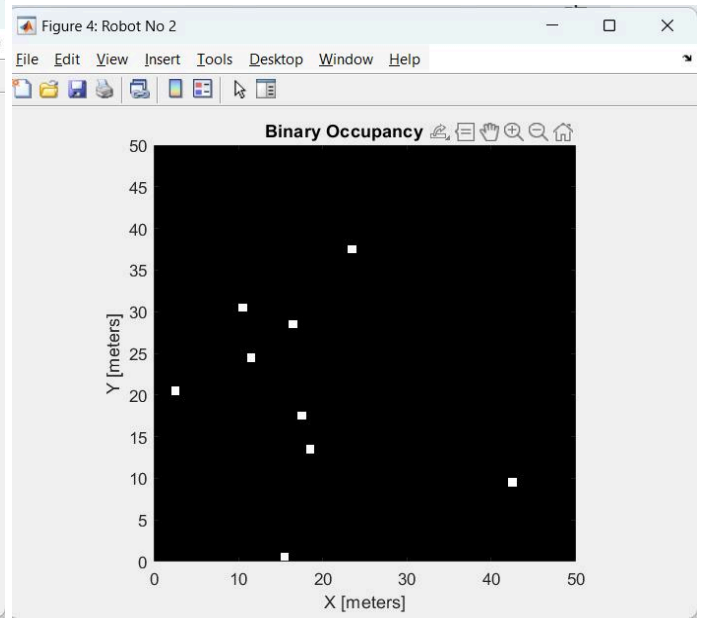 Figure 4: Robot No 2
File Edit View Insert Tools Desktop Window Help
Binary Occupancy
50
45
40
35
30
25
20
15
10
5
0
Y [meters]
0 10 20 30 40 50
X [meters]